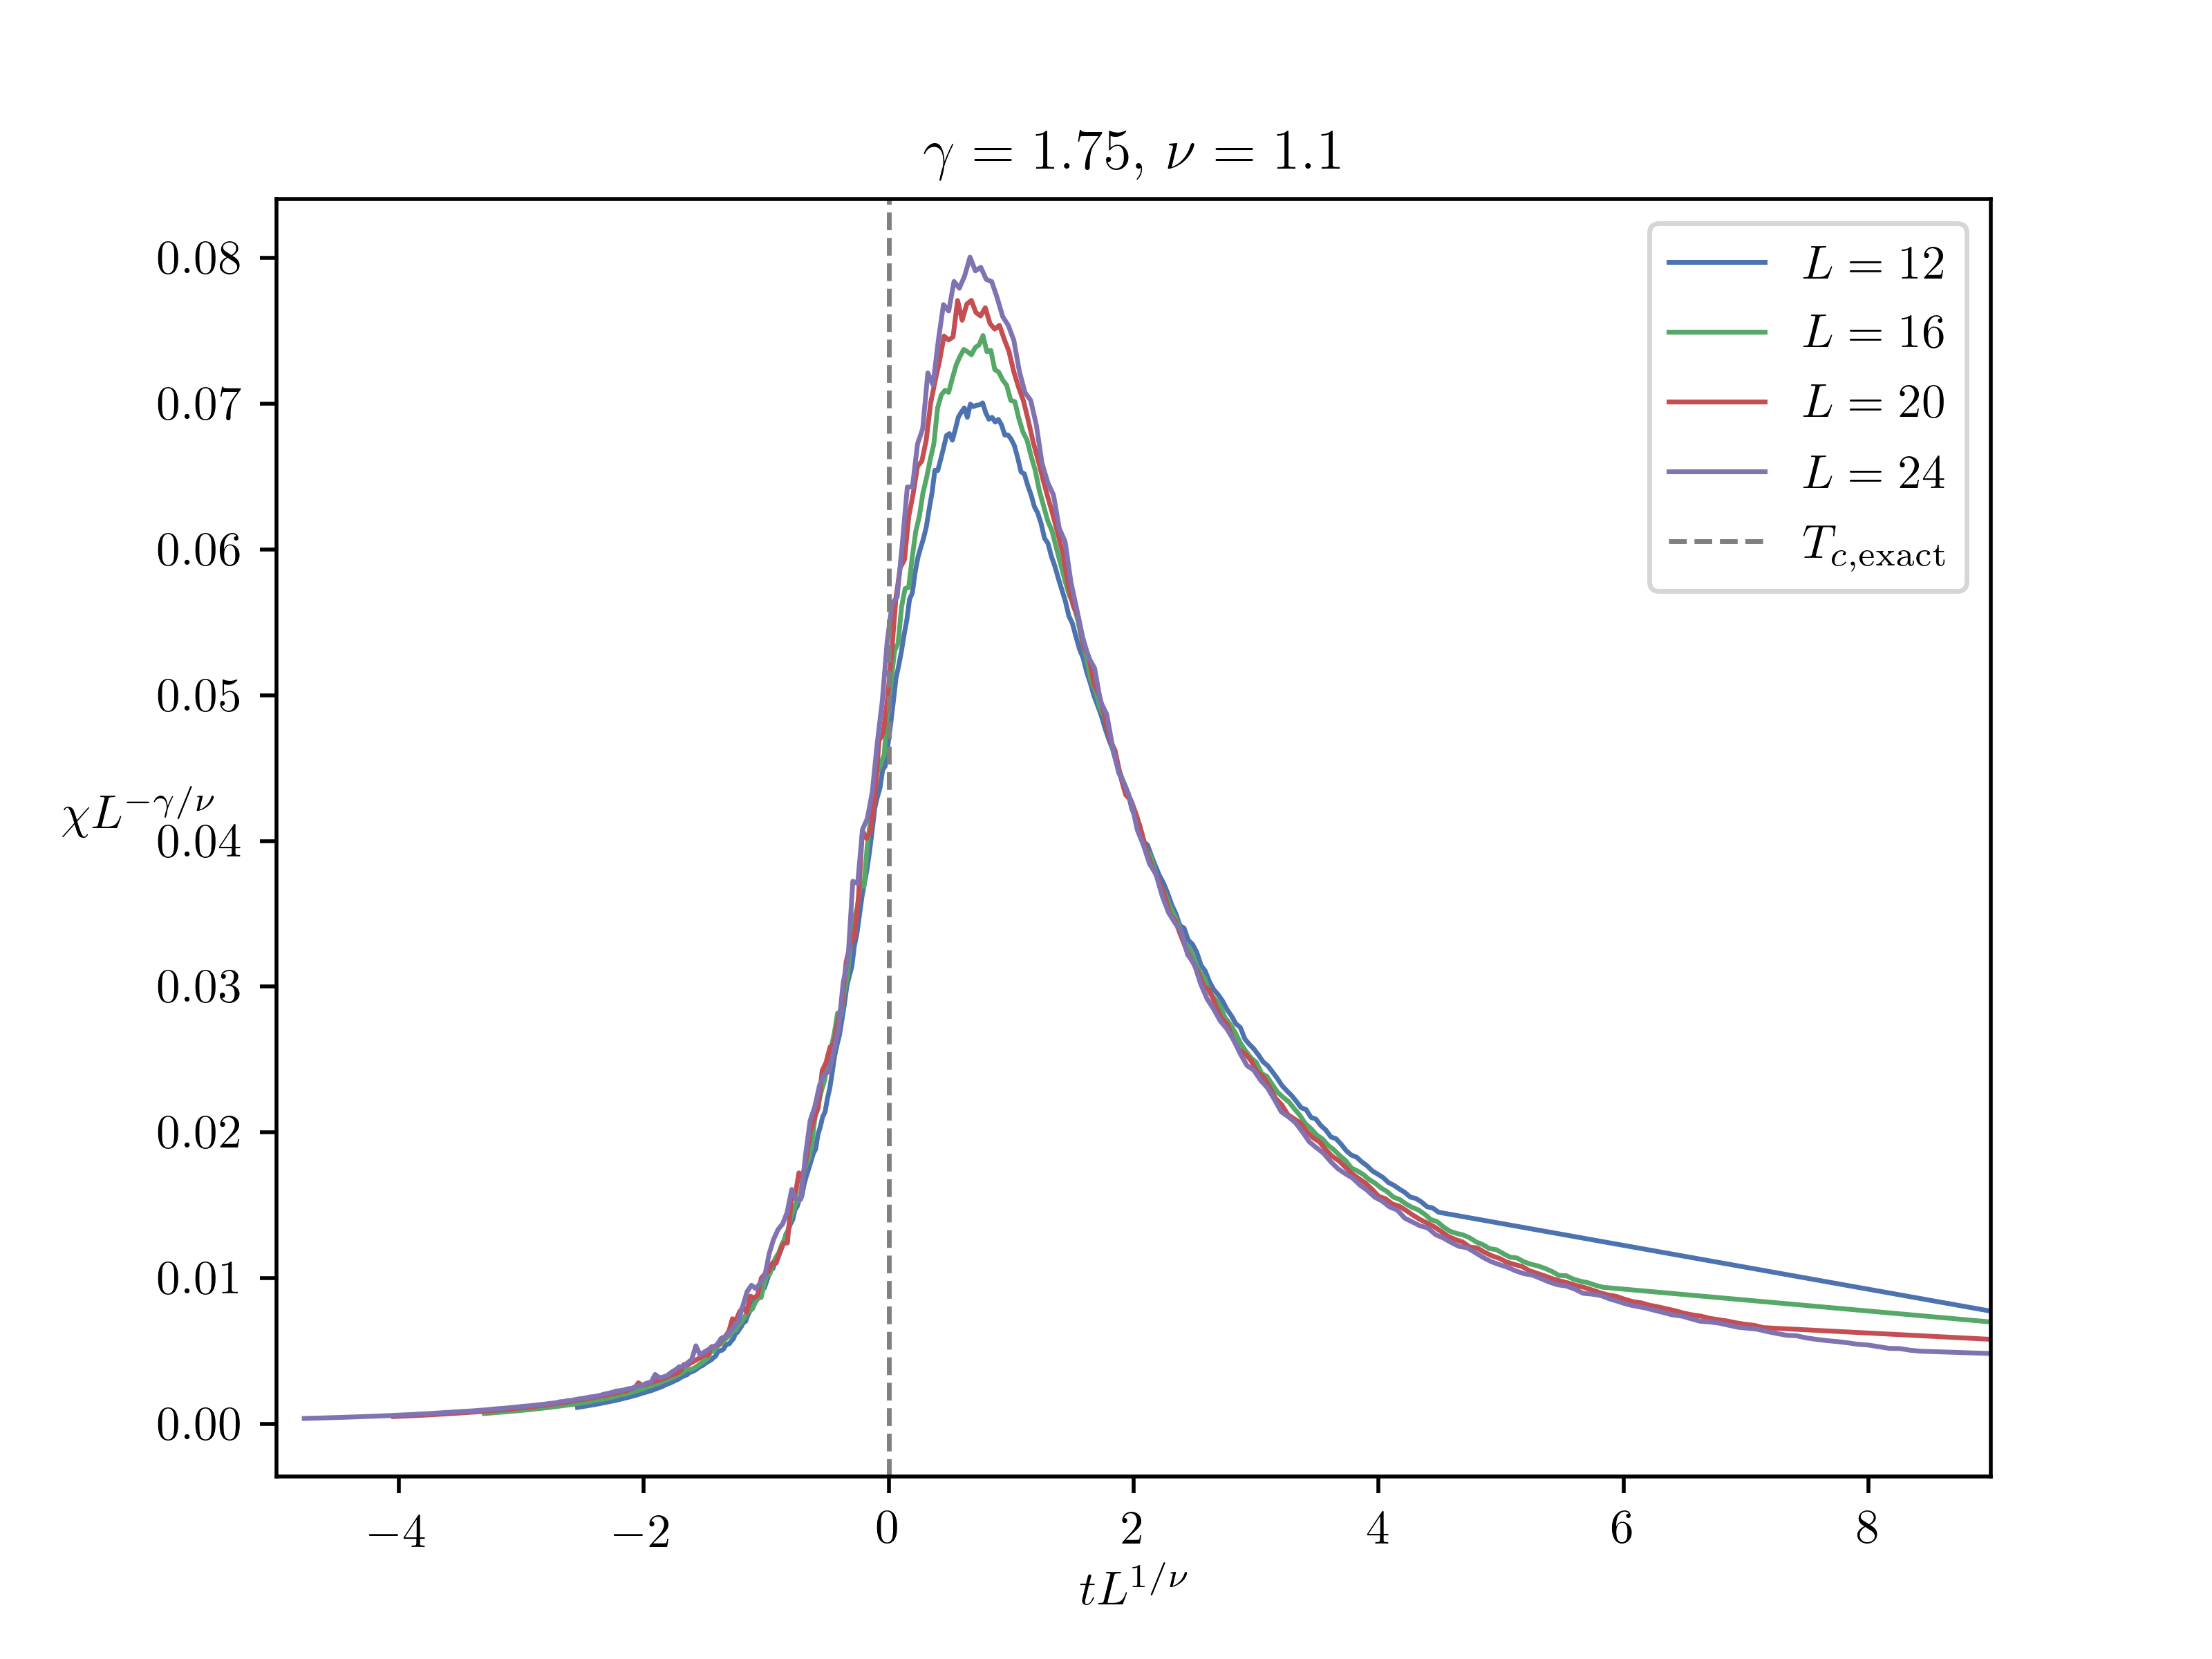 γ = 1.75, ν = 1.1
0.08
0.07
0.06
0.05
0.04
0.03
0.02
0.01
0.00
χL^{−γ/ν}
L = 12
L = 16
L = 20
L = 24
T_{c,exact}
−4 −2 0 2 4 6 8
tL^{1/ν}